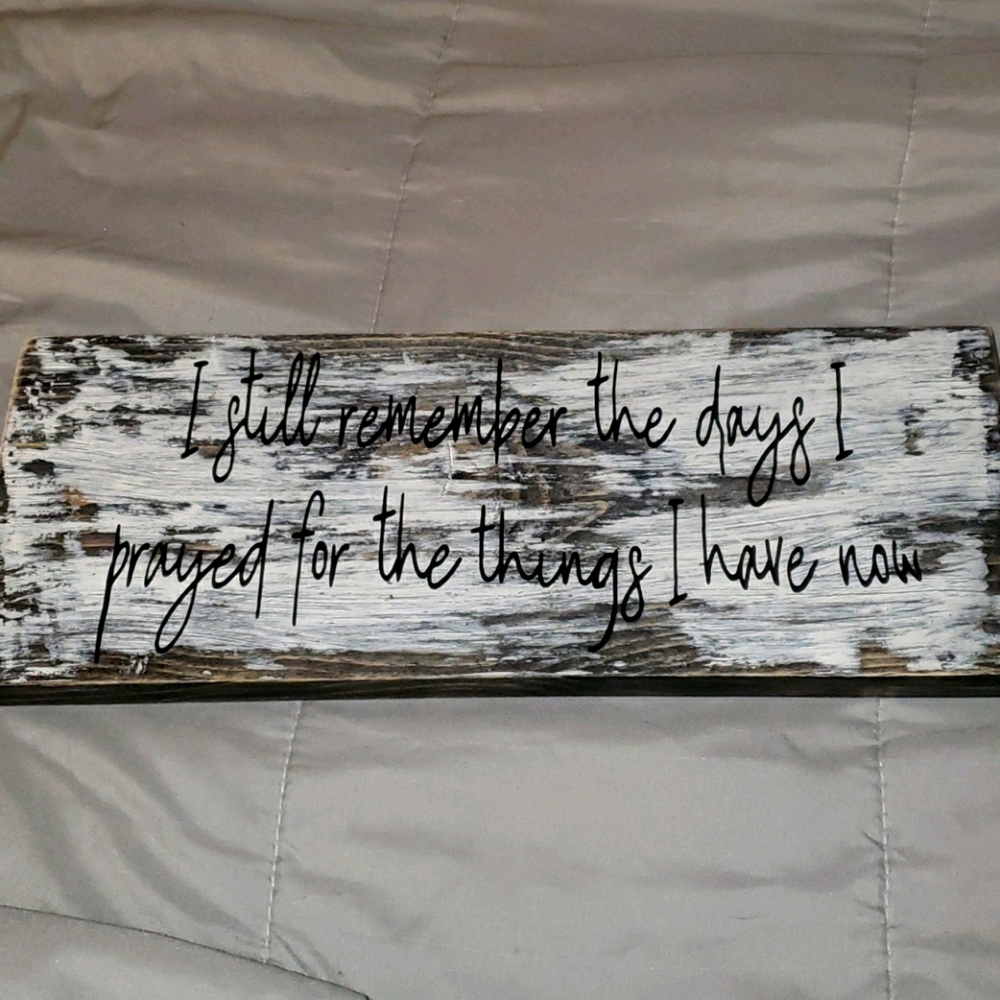 I still remember the days I
prayed for the things I have now